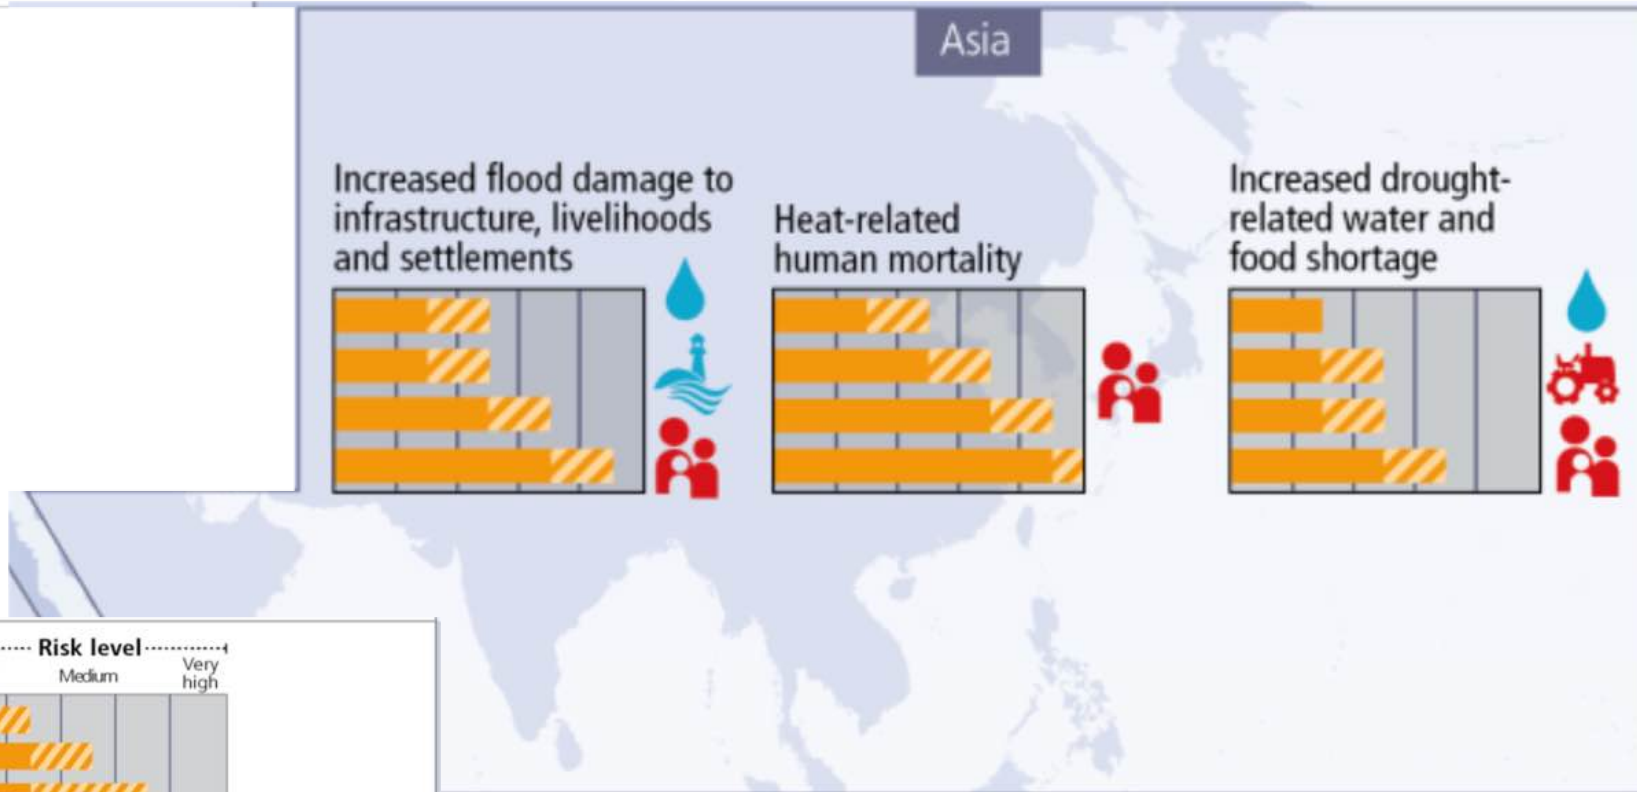 Asia
Increased flood damage to
infrastructure, livelihoods
and settlements
Heat-related
human mortality
Increased drought-
related water and
food shortage
Risk level
Medium
Very
high